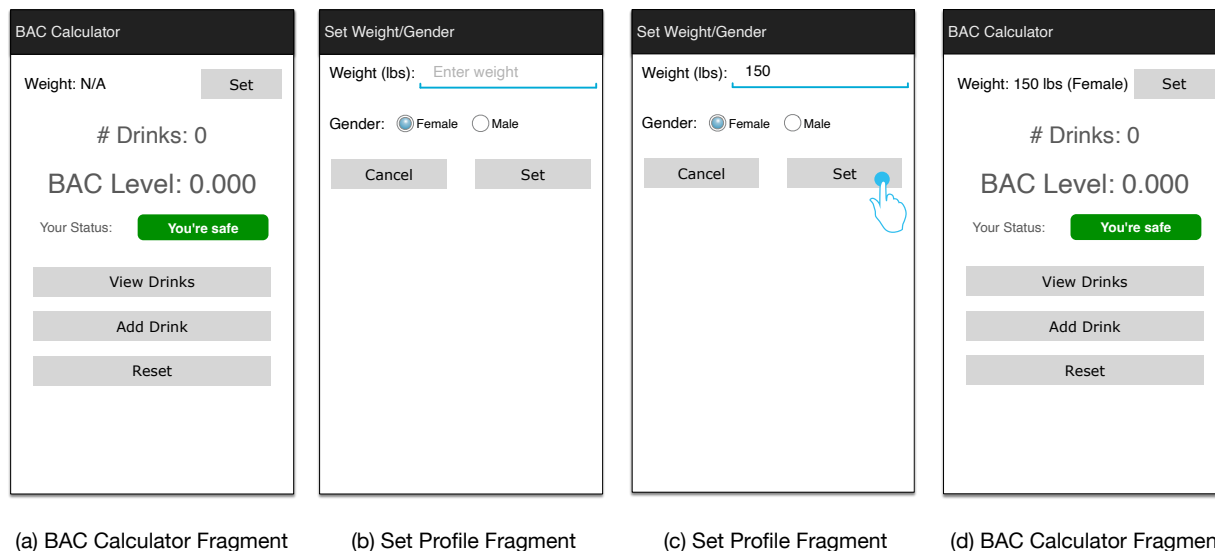 BAC Calculator
Weight: N/A
Set
# Drinks: 0
BAC Level: 0.000
Your Status:
You're safe
View Drinks
Add Drink
Reset
(a) BAC Calculator Fragment
Set Weight/Gender
Weight (lbs):
Enter weight
Gender:
Female
Male
Cancel
Set
(b) Set Profile Fragment
Set Weight/Gender
Weight (lbs):
150
Gender:
Female
Male
Cancel
Set
(c) Set Profile Fragment
BAC Calculator
Weight: 150 lbs (Female)
Set
# Drinks: 0
BAC Level: 0.000
Your Status:
You're safe
View Drinks
Add Drink
Reset
(d) BAC Calculator Fragmen